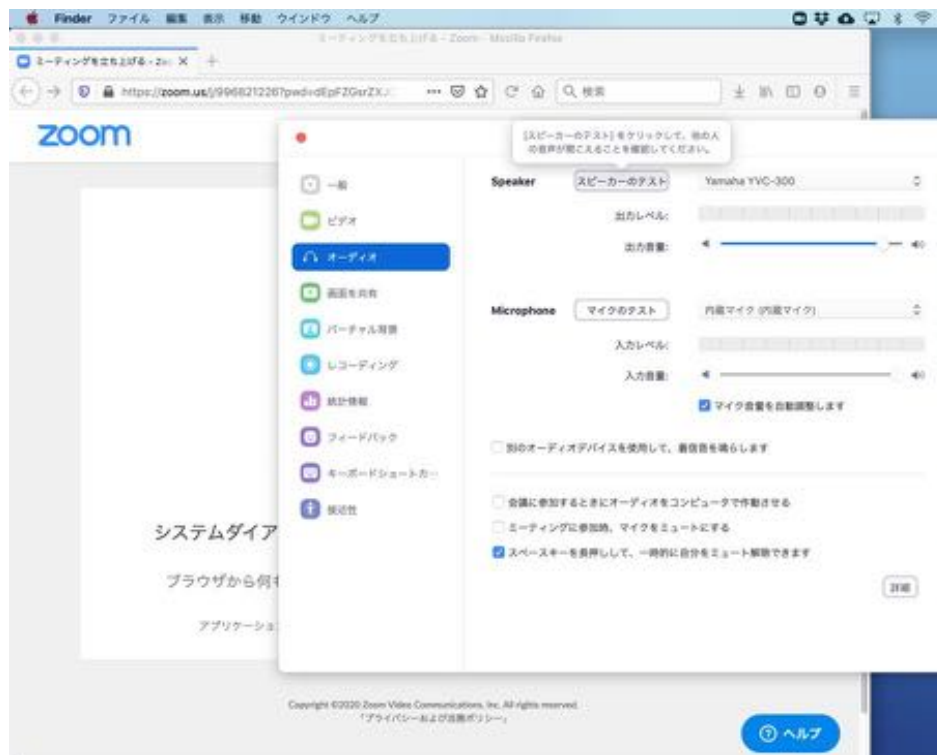 Finder ファイル 編集 表示 移動 ウインドウ ヘルプ
ミーティングを立ち上げる - Zoom - Mozilla Firefox
ミーティングを立ち上げる - Zo
検索
zoom
[スピーカーのテスト] をクリックして、他の人
の音声が聞こえることを確認してください。
一般
ビデオ
オーディオ
画面を共有
バーチャル背景
レコーディング
統計情報
フィードバック
キーボードショートカ…
接近性
Speaker スピーカーのテスト Yamaha YVC-300
出力レベル:
出力音量:
Microphone マイクのテスト 内蔵マイク (内蔵マイク)
入力レベル:
入力音量:
マイク音量を自動調整します
別のオーディオデバイスを使用して、着信音を鳴らします
会議に参加するときにオーディオをコンピュータで作動させる
ミーティングに参加時、マイクをミュートにする
スペースキーを長押しして、一時的に自分をミュート解除できます
詳細
システムダイア
ブラウザから何も
アプリケーショ
Copyright ©2020 Zoom Video Communications, Inc. All rights reserved.
「プライバシーおよび法務ポリシー」
ヘルプ